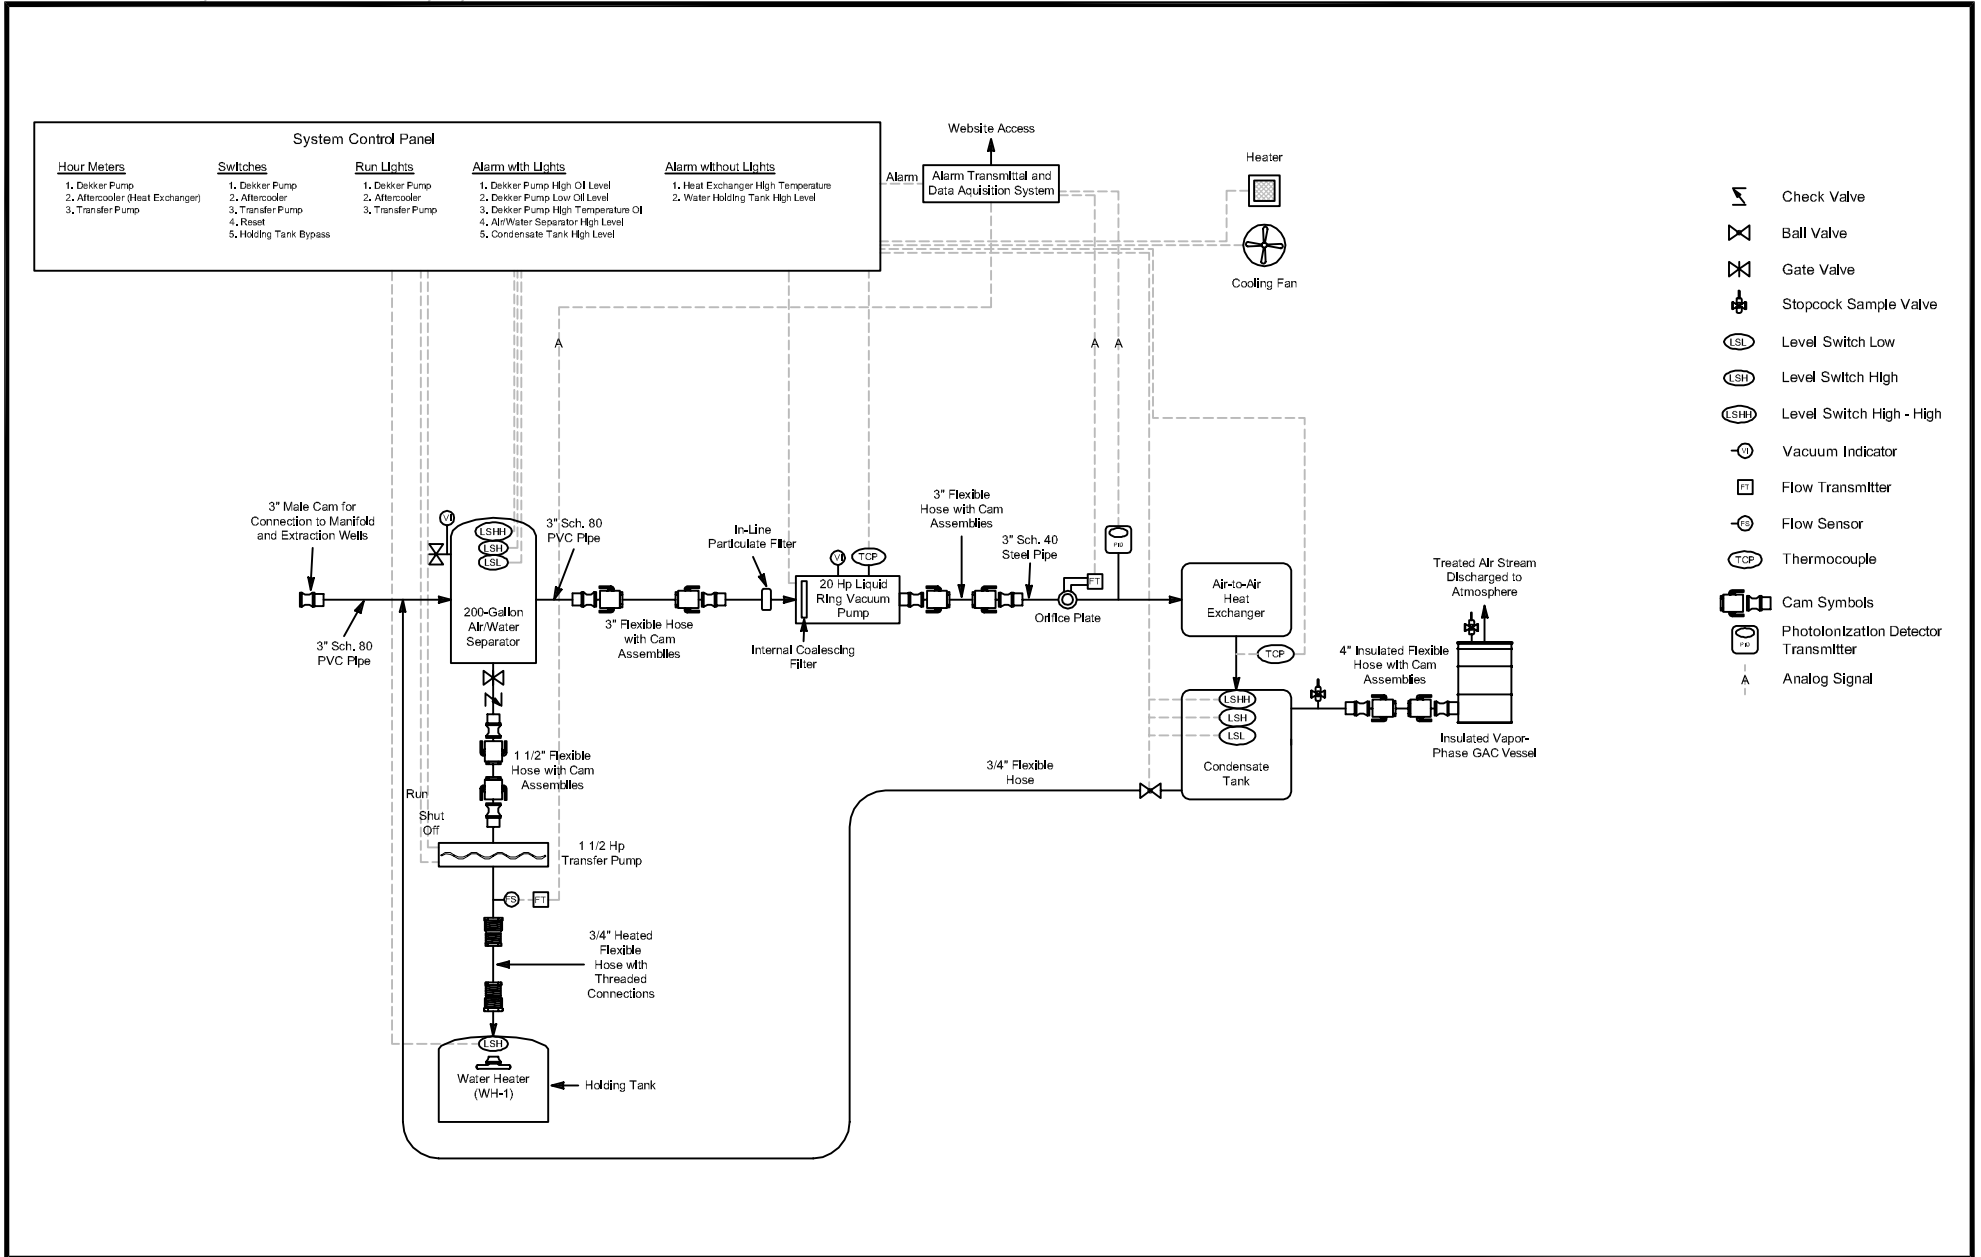 System Control Panel
Hour Meters
1. Dekker Pump
2. Aftercooler (Heat Exchanger)
3. Transfer Pump
Switches
1. Dekker Pump
2. Aftercooler
3. Transfer Pump
4. Reset
5. Holding Tank Bypass
Run Lights
1. Dekker Pump
2. Aftercooler
3. Transfer Pump
Alarm with Lights
1. Dekker Pump High Oil Level
2. Dekker Pump Low Oil Level
3. Dekker Pump High Temperature Oil
4. Air/Water Separator High Level
5. Condensate Tank High Level
Alarm without Lights
1. Heat Exchanger High Temperature
2. Water Holding Tank High Level
Alarm
Website Access
Alarm Transmittal and
Data Aquisition System
Heater
Cooling Fan
A
A
A
3" Male Cam for
Connection to Manifold
and Extraction Wells
3" Sch. 80
PVC Pipe
VI
LSHH
LSH
LSL
200-Gallon
Air/Water
Separator
3" Sch. 80
PVC Pipe
3" Flexible Hose
with Cam
Assemblies
In-Line
Particulate Filter
VI
TCP
20 Hp Liquid
Ring Vacuum
Pump
Internal Coalescing
Filter
3" Flexible
Hose with Cam
Assemblies
3" Sch. 40
Steel Pipe
FT
Orifice Plate
PID
Air-to-Air
Heat
Exchanger
TCP
LSHH
LSH
LSL
Condensate
Tank
4" Insulated Flexible
Hose with Cam
Assemblies
Treated Air Stream
Discharged to
Atmosphere
Insulated Vapor-
Phase GAC Vessel
3/4" Flexible
Hose
1 1/2" Flexible
Hose with Cam
Assemblies
Run
Shut
Off
1 1/2 Hp
Transfer Pump
FS
FT
3/4" Heated
Flexible
Hose with
Threaded
Connections
LSH
Water Heater
(WH-1)
Holding Tank
Check Valve
Ball Valve
Gate Valve
Stopcock Sample Valve
LSL Level Switch Low
LSH Level Switch High
LSHH Level Switch High - High
VI Vacuum Indicator
FT Flow Transmitter
FS Flow Sensor
TCP Thermocouple
Cam Symbols
PID Photoionization Detector
Transmitter
A Analog Signal